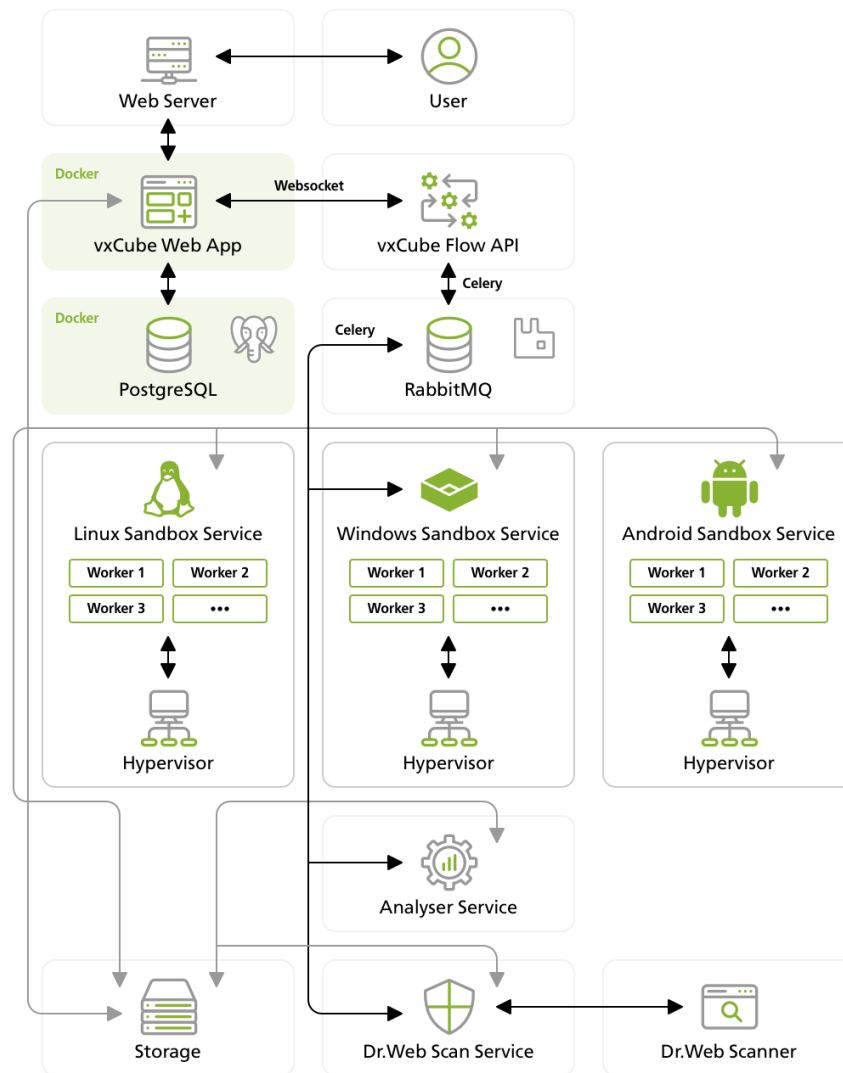 Web Server
User
Docker
Websocket
vxCube Web App
vxCube Flow API
Celery
Docker
Celery
PostgreSQL
RabbitMQ
Linux Sandbox Service
Windows Sandbox Service
Android Sandbox Service
Worker 1
Worker 2
Worker 1
Worker 2
Worker 1
Worker 2
Worker 3
•••
Worker 3
•••
Worker 3
•••
Hypervisor
Hypervisor
Hypervisor
Analyser Service
Storage
Dr.Web Scan Service
Dr.Web Scanner